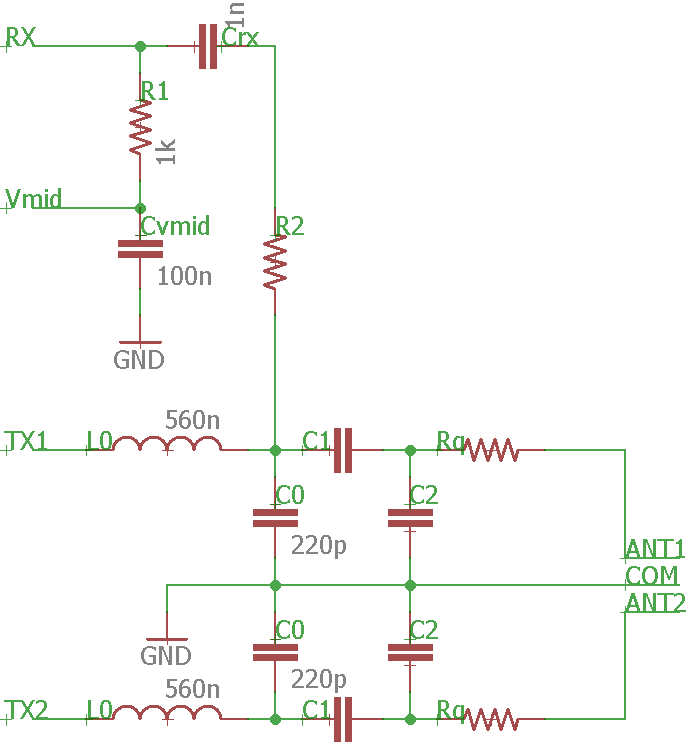 1n
RX
Crx
R1
1k
Vmid
Cvmid
R2
100n
GND
560n
TX1
L0
C1
Rq
C0
C2
220p
ANT1
COM
ANT2
C0
C2
GND
220p
560n
TX2
L0
C1
Rq